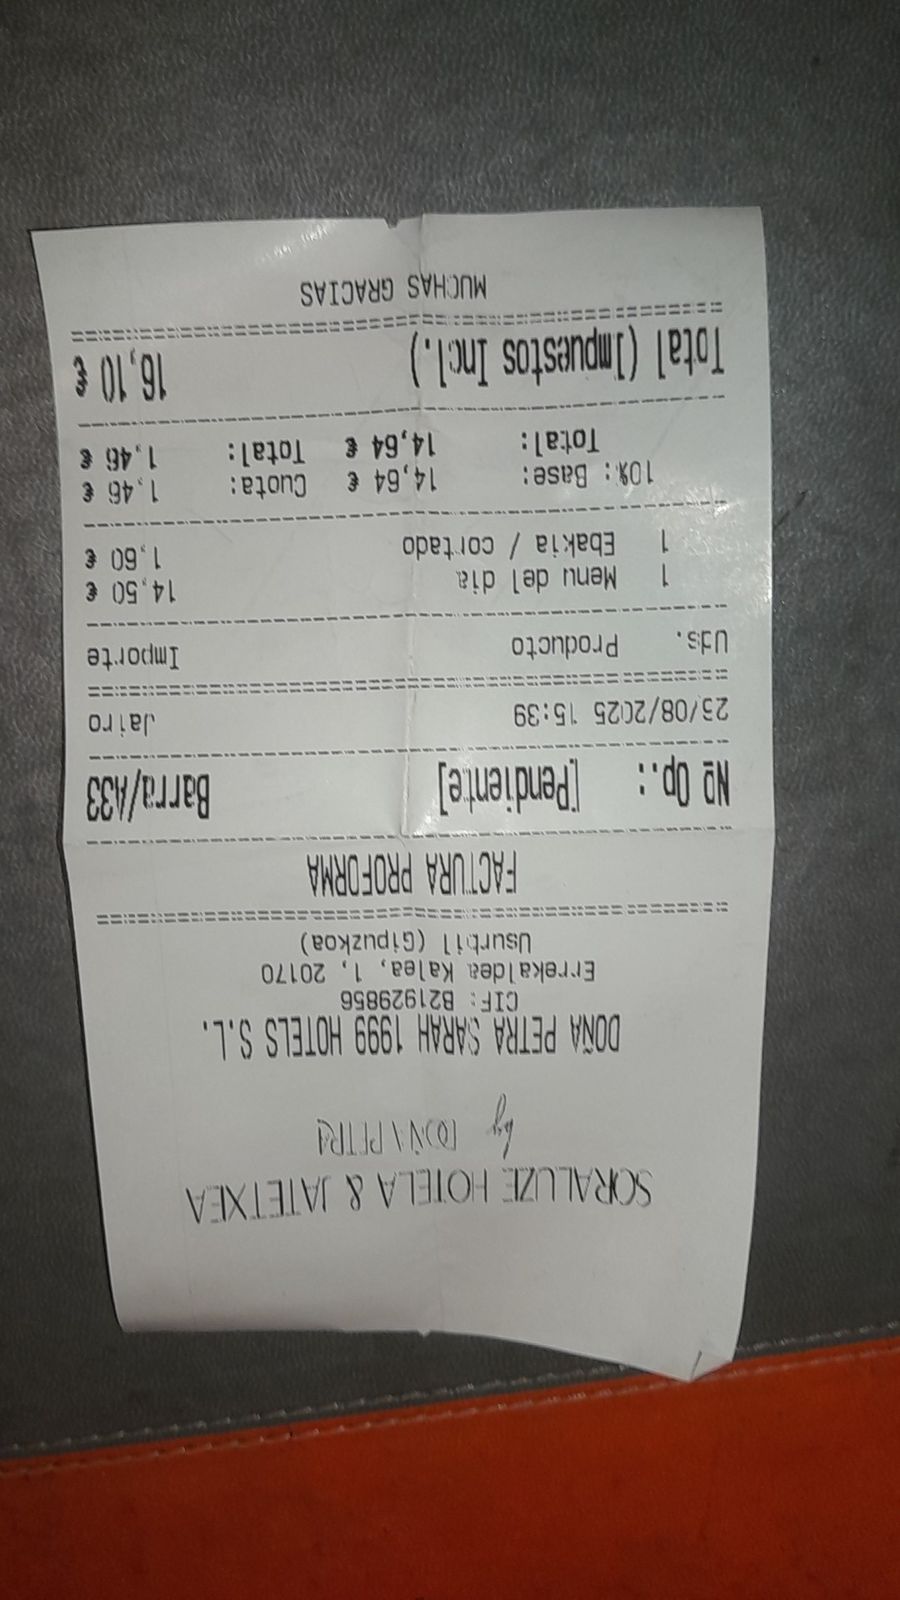 SORALUZE HOTELA & JATETXEA
by DOÑA PETRA
DOÑA PETRA SARAH 1999 HOTELS S.L.
CIF: B21929856
Errekaldea Kalea, 1, 20170
Usurbil (Gipuzkoa)
FACTURA PROFORMA
Nº Op.: [Pendiente] Barra/A33
23/08/2025 15:39 Jairo
Uds. Producto Importe
1 Menu del dia 14,50 €
1 Ebakia / cortado 1,60 €
10%: Base: 14,64 € Cuota: 1,46 €
Total: 14,64 € Total: 1,46 €
Total (Impuestos Incl.) 16,10 €
MUCHAS GRACIAS